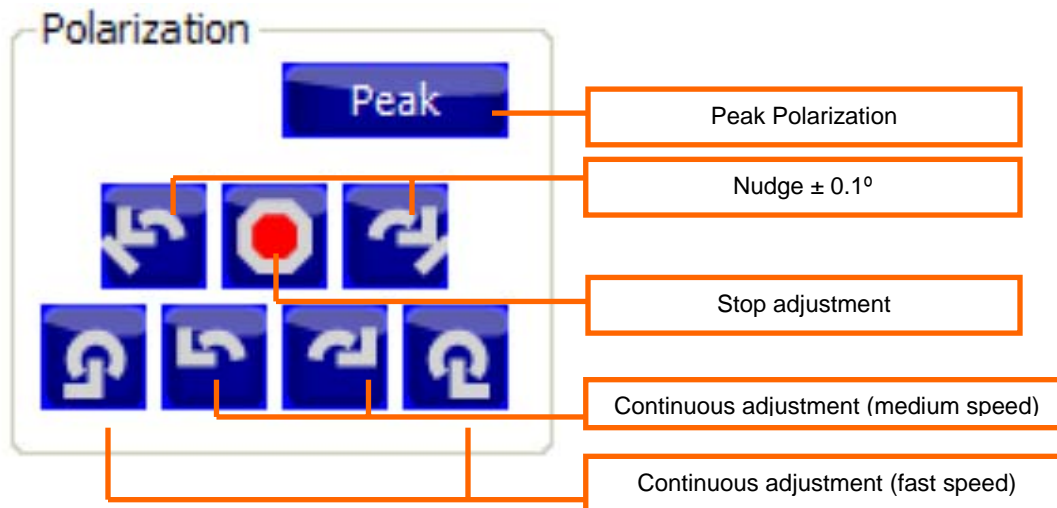 Polarization
Peak
Peak Polarization
Nudge ± 0.1º
Stop adjustment
Continuous adjustment (medium speed)
Continuous adjustment (fast speed)